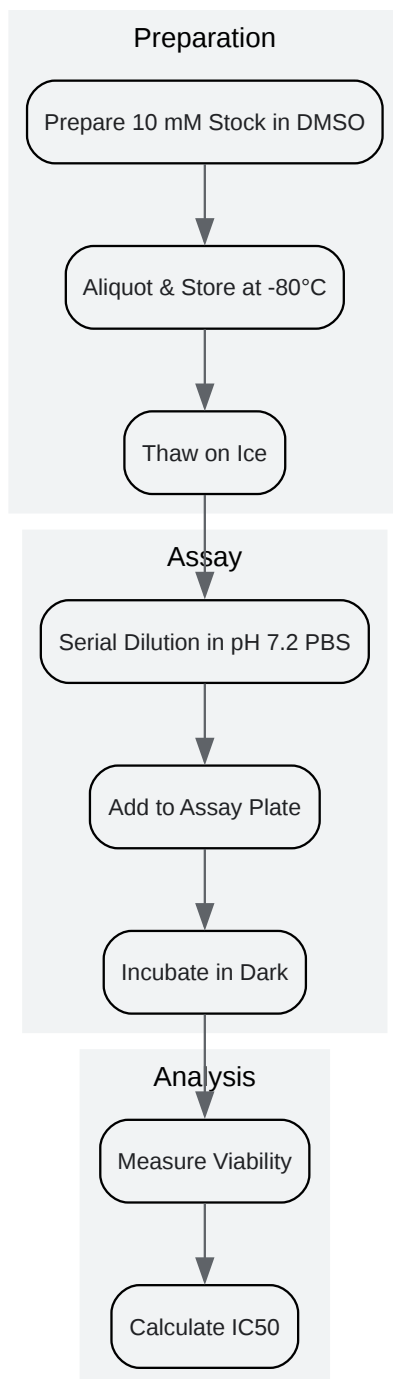 Preparation
Prepare 10 mM Stock in DMSO
Aliquot & Store at -80°C
Thaw on Ice
Assay
Serial Dilution in pH 7.2 PBS
Add to Assay Plate
Incubate in Dark
Analysis
Measure Viability
Calculate IC50